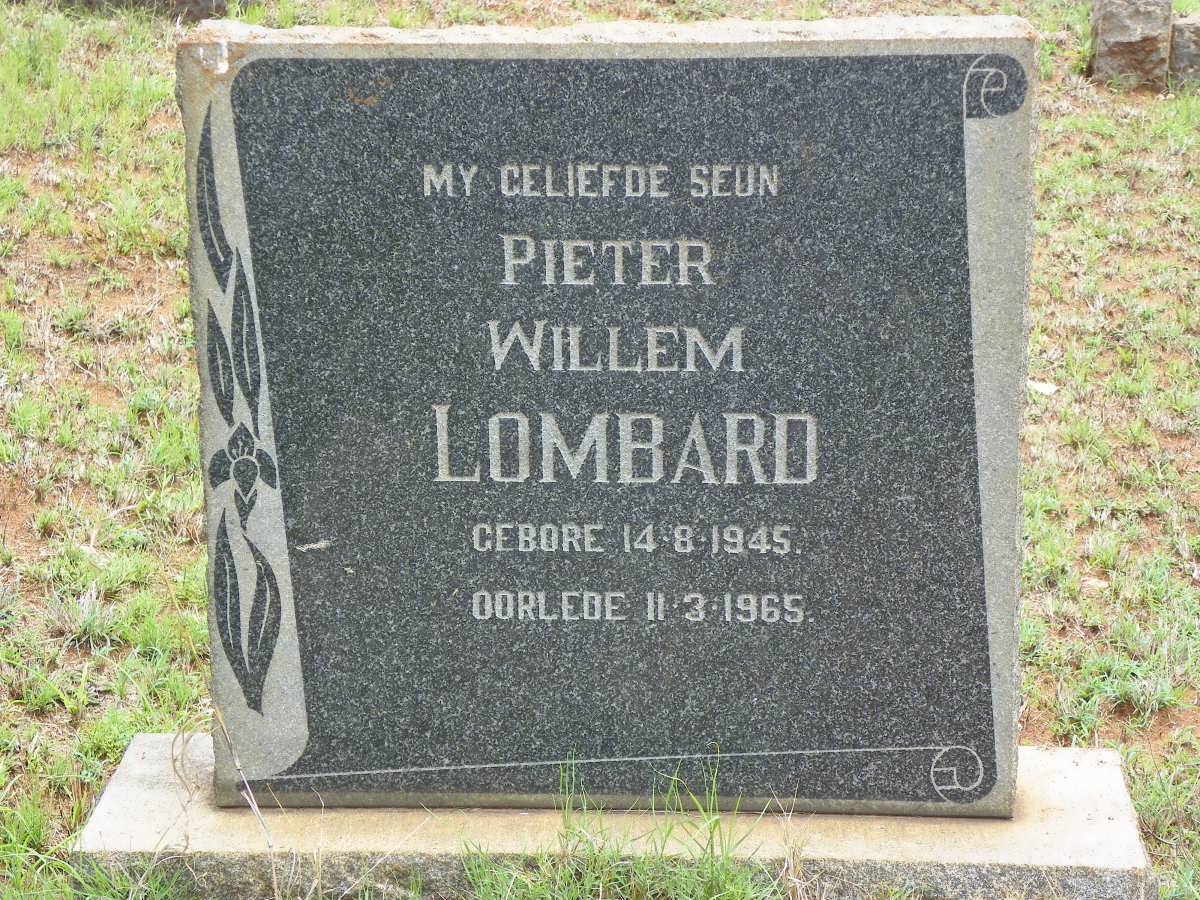 MY GELIEFDE SEUN
PIETER
WILLEM
LOMBARD
GEBORE 14·8·1945.
OORLEDE 11·3·1965.